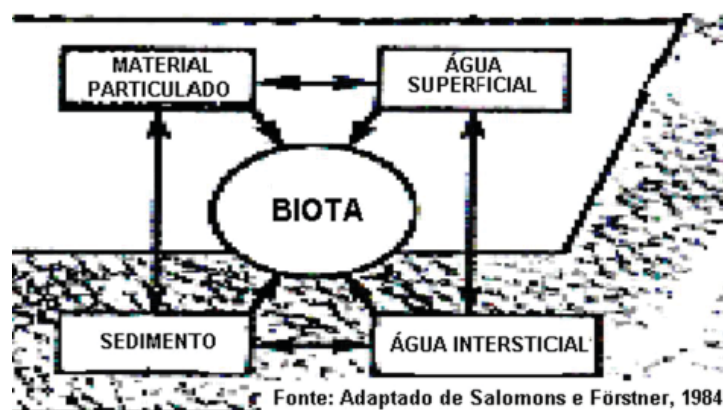 MATERIAL
PARTICULADO
ÁGUA
SUPERFICIAL
BIOTA
SEDIMENTO
ÁGUA INTERSTICIAL
Fonte: Adaptado de Salomons e Förstner, 1984